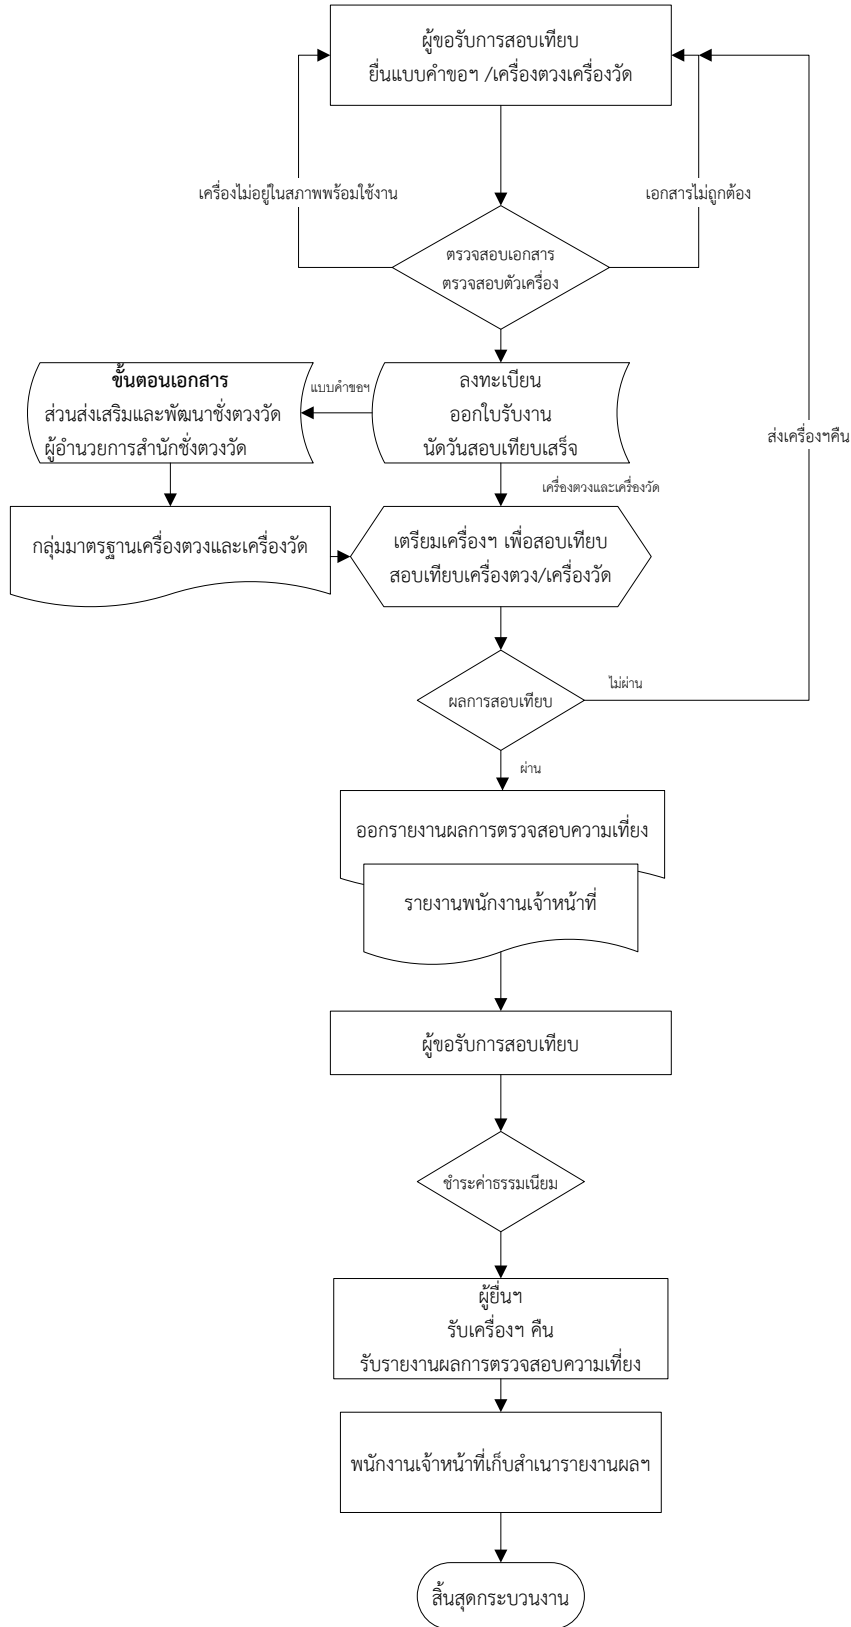 ผู้ขอรับการสอบเทียบ
ยื่นแบบคำขอฯ /เครื่องตวงเครื่องวัด
เครื่องไม่อยู่ในสภาพพร้อมใช้งาน
เอกสารไม่ถูกต้อง
ตรวจสอบเอกสาร
ตรวจสอบตัวเครื่อง
ขั้นตอนเอกสาร
ส่วนส่งเสริมและพัฒนาชั่งตวงวัด
ผู้อำนวยการสำนักชั่งตวงวัด
แบบคำขอฯ
ลงทะเบียน
ออกใบรับงาน
นัดวันสอบเทียบเสร็จ
ส่งเครื่องฯคืน
เครื่องตวงและเครื่องวัด
กลุ่มมาตรฐานเครื่องตวงและเครื่องวัด
เตรียมเครื่องฯ เพื่อสอบเทียบ
สอบเทียบเครื่องตวง/เครื่องวัด
ผลการสอบเทียบ
ไม่ผ่าน
ผ่าน
ออกรายงานผลการตรวจสอบความเที่ยง
รายงานพนักงานเจ้าหน้าที่
ผู้ขอรับการสอบเทียบ
ชำระค่าธรรมเนียม
ผู้ยื่นฯ
รับเครื่องฯ คืน
รับรายงานผลการตรวจสอบความเที่ยง
พนักงานเจ้าหน้าที่เก็บสำเนารายงานผลฯ
สิ้นสุดกระบวนงาน